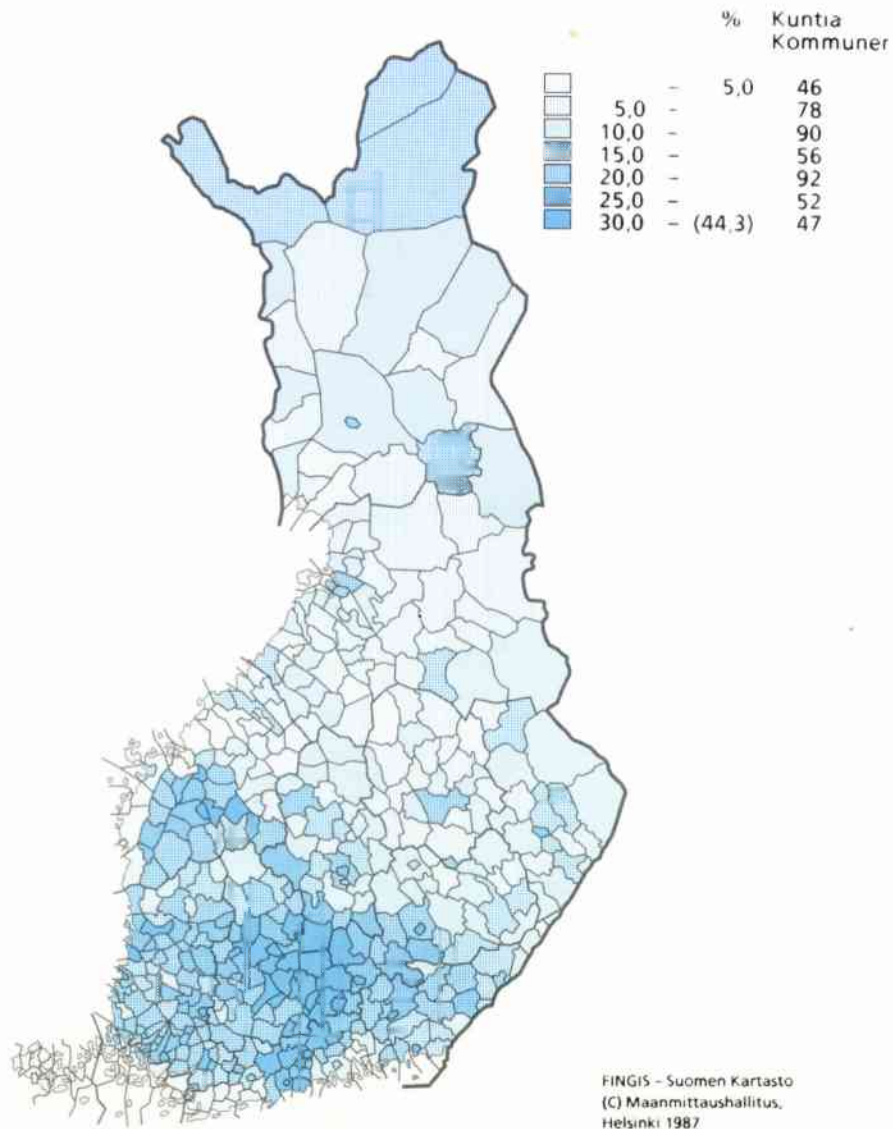 % Kuntia
Kommuner
– 5,0 46
5,0 – 78
10,0 – 90
15,0 – 56
20,0 – 92
25,0 – 52
30,0 – (44,3) 47
FINGIS – Suomen Kartasto
(C) Maanmittaushallitus,
Helsinki 1987